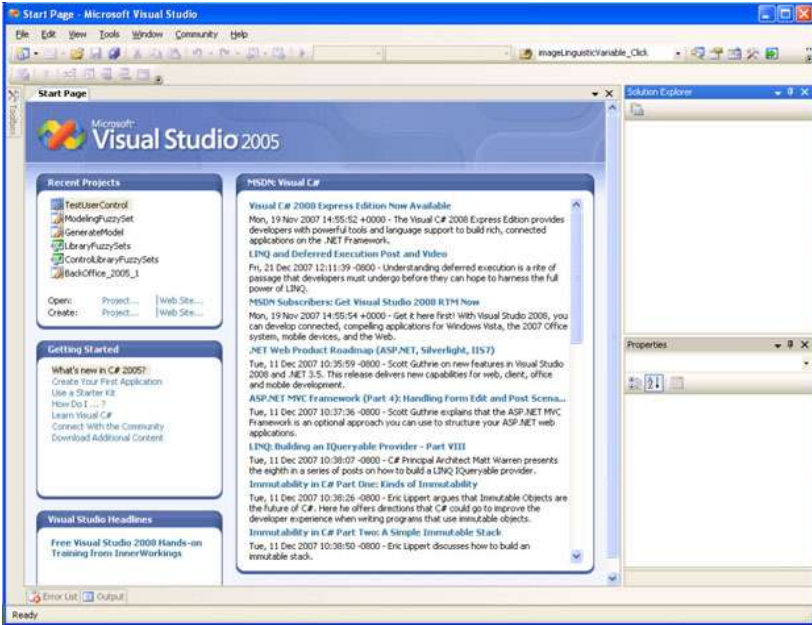 Start Page - Microsoft Visual Studio
File Edit View Tools Window Community Help
imageLinguisticVariable_Click
Toolbox
Start Page
Solution Explorer
Microsoft
Visual Studio 2005
Recent Projects
TestUserControl
ModelingFuzzySet
GenerateModel
LibraryFuzzySets
ControlLibraryFuzzySets
BackOffice_2005_1
Open: Project... Web Site...
Create: Project... Web Site...
Getting Started
What's new in C# 2005?
Create Your First Application
Use a Starter Kit
How Do I ... ?
Learn Visual C#
Connect With the Community
Download Additional Content
Visual Studio Headlines
Free Visual Studio 2008 Hands-on
Training from InnerWorkings
MSDN: Visual C#
Visual C# 2008 Express Edition Now Available
Mon, 19 Nov 2007 14:55:52 +0000 - The Visual C# 2008 Express Edition provides
developers with powerful tools and language support to build rich, connected
applications on the .NET Framework.
LINQ and Deferred Execution Post and Video
Fri, 21 Dec 2007 12:11:39 -0800 - Understanding deferred execution is a rite of
passage that developers must undergo before they can hope to harness the full
power of LINQ.
MSDN Subscribers: Get Visual Studio 2008 RTM Now
Mon, 19 Nov 2007 14:55:54 +0000 - Get it here first! With Visual Studio 2008, you
can develop connected, compelling applications for Windows Vista, the 2007 Office
system, mobile devices, and the Web.
.NET Web Product Roadmap (ASP.NET, Silverlight, IIS7)
Tue, 11 Dec 2007 10:35:59 -0800 - Scott Guthrie on new features in Visual Studio
2008 and .NET 3.5. This release delivers new capabilities for web, client, office
and mobile development.
ASP.NET MVC Framework (Part 4): Handling Form Edit and Post Scena...
Tue, 11 Dec 2007 10:37:36 -0800 - Scott Guthrie explains that the ASP.NET MVC
Framework is an optional approach you can use to structure your ASP.NET web
applications.
LINQ: Building an IQueryable Provider - Part VIII
Tue, 11 Dec 2007 10:38:07 -0800 - C# Principal Architect Matt Warren presents
the eighth in a series of posts on how to build a LINQ IQueryable provider.
Immutability in C# Part One: Kinds of Immutability
Tue, 11 Dec 2007 10:38:26 -0800 - Eric Lippert argues that Immutable Objects are
the future of C#. Here he offers directions that C# could go to improve the
developer experience when writing programs that use immutable objects.
Immutability in C# Part Two: A Simple Immutable Stack
Tue, 11 Dec 2007 10:38:50 -0800 - Eric Lippert discusses how to build an
immutable stack.
Properties
Error List Output
Ready